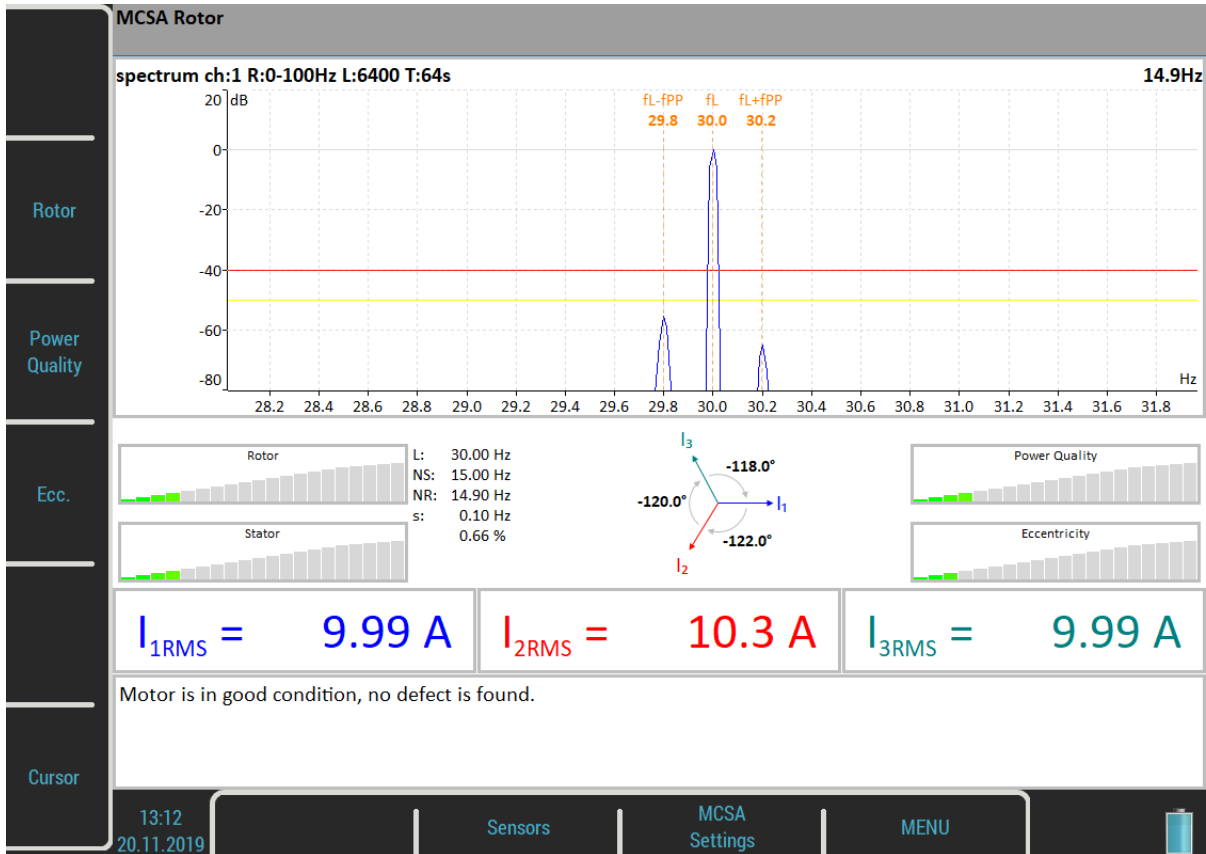 MCSA Rotor
spectrum ch:1 R:0-100Hz L:6400 T:64s 14.9Hz
20 dB
fL-fPP fL fL+fPP
29.8 30.0 30.2
0
-20
-40
-60
-80
Hz
28.2 28.4 28.6 28.8 29.0 29.2 29.4 29.6 29.8 30.0 30.2 30.4 30.6 30.8 31.0 31.2 31.4 31.6 31.8
Rotor
Power
Quality
Ecc.
Cursor
Rotor
Stator
L: 30.00 Hz
NS: 15.00 Hz
NR: 14.90 Hz
s: 0.10 Hz
0.66 %
I3
-118.0°
-120.0°
I1
-122.0°
I2
Power Quality
Eccentricity
I1RMS = 9.99 A
I2RMS = 10.3 A
I3RMS = 9.99 A
Motor is in good condition, no defect is found.
13:12
20.11.2019
Sensors
MCSA
Settings
MENU